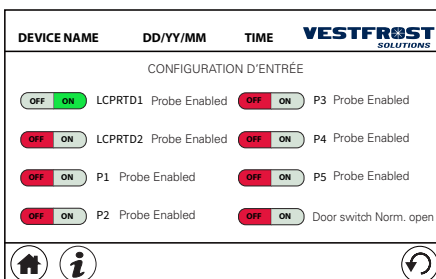 DEVICE NAME DD/YY/MM TIME VESTFROST
SOLUTIONS
CONFIGURATION D'ENTRÉE
OFF ON LCPRTD1 Probe Enabled OFF ON P3 Probe Enabled
OFF ON LCPRTD2 Probe Enabled OFF ON P4 Probe Enabled
OFF ON P1 Probe Enabled OFF ON P5 Probe Enabled
OFF ON P2 Probe Enabled OFF ON Door switch Norm. open
i